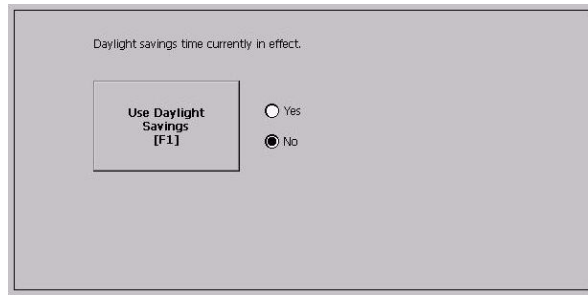 Daylight savings time currently in effect.
Use Daylight
Savings
[F1]
Yes
No